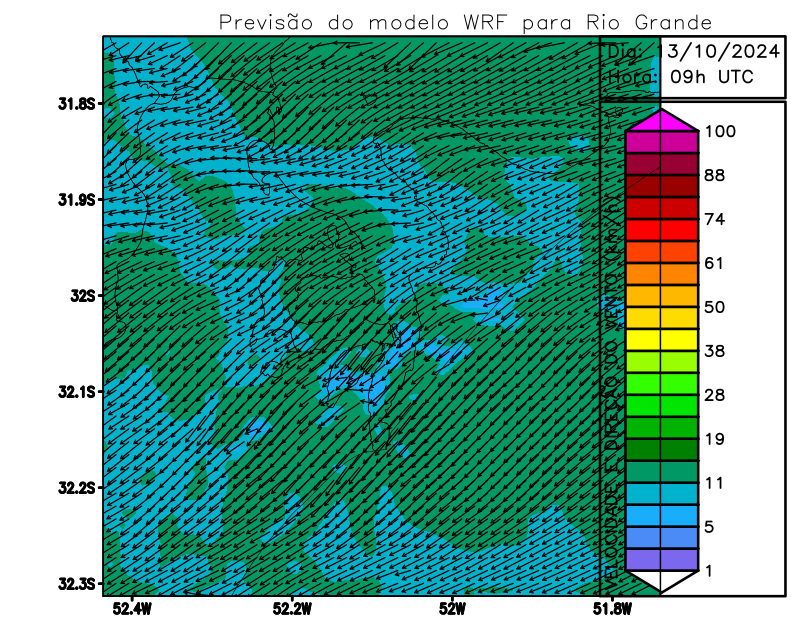 Previsão do modelo WRF para Rio Grande
Dia: 13/10/2024
Hora: 09h UTC
31.8S
31.9S
32S
32.1S
32.2S
32.3S
52.4W
52.2W
52W
51.8W
VELOCIDADE E DIREÇÃO DO VENTO (km/h)
100
88
74
61
50
38
28
19
11
5
1